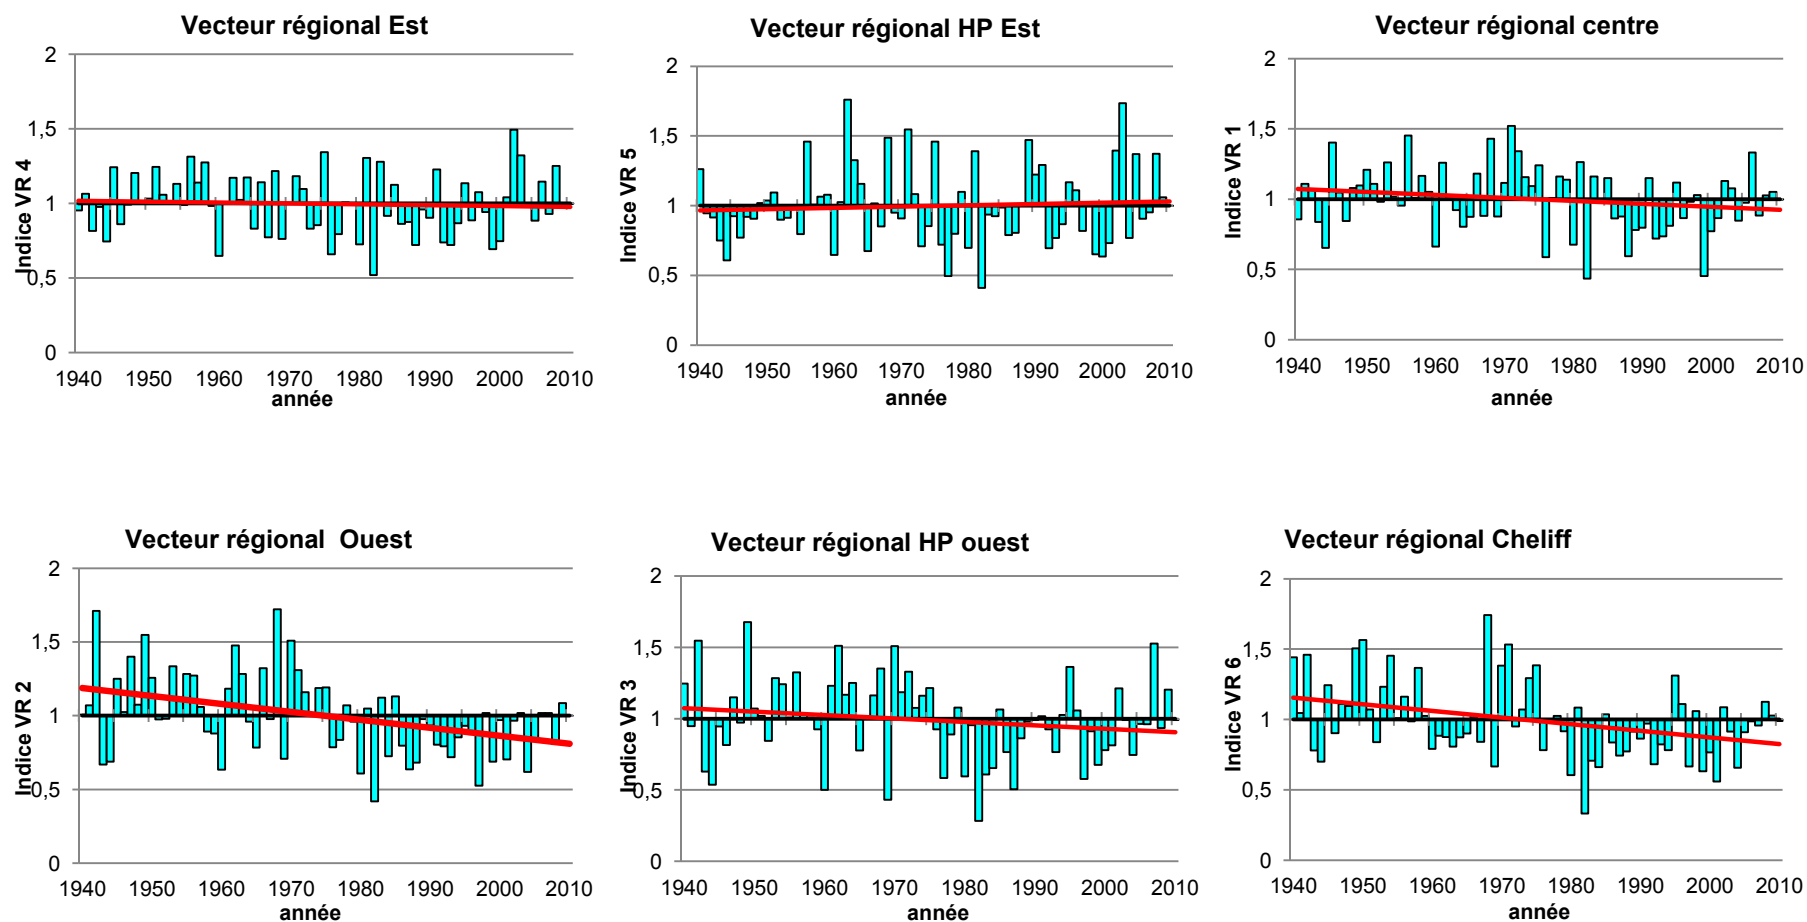 Vecteur régional Est
2
1,5
1
0,5
0
Indice VR 4
1940 1950 1960 1970 1980 1990 2000 2010
année
Vecteur régional HP Est
2
1,5
1
0,5
0
Indice VR 5
1940 1950 1960 1970 1980 1990 2000 2010
année
Vecteur régional centre
2
1,5
1
0,5
0
Indice VR 1
1940 1950 1960 1970 1980 1990 2000 2010
année
Vecteur régional Ouest
2
1,5
1
0,5
0
Indice VR 2
1940 1950 1960 1970 1980 1990 2000 2010
année
Vecteur régional HP ouest
2
1,5
1
0,5
0
Indice VR 3
1940 1950 1960 1970 1980 1990 2000 2010
année
Vecteur régional Cheliff
2
1,5
1
0,5
0
Indice VR 6
1940 1950 1960 1970 1980 1990 2000 2010
année